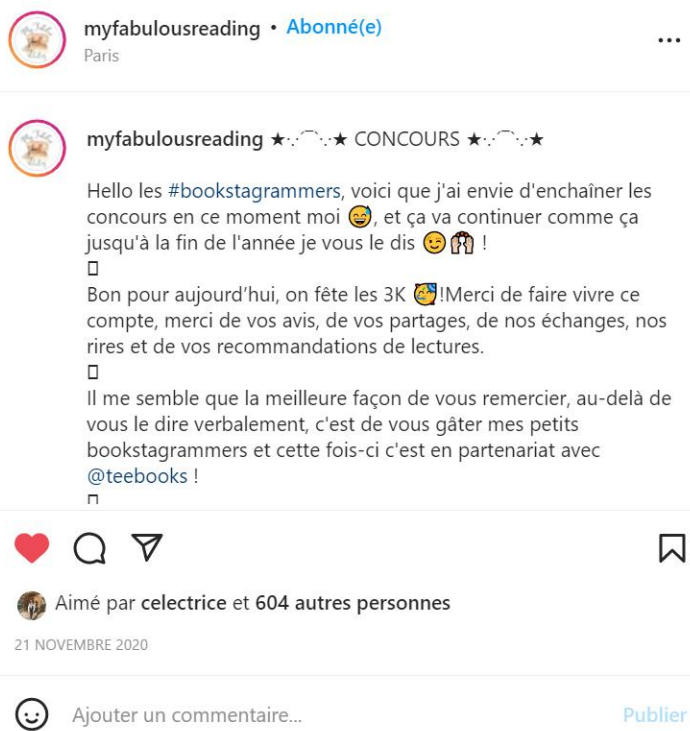 myfabulousreading • Abonné(e)
Paris
myfabulousreading ★·.·´¯`·.·★ CONCOURS ★·.·´¯`·.·★
Hello les #bookstagrammers, voici que j'ai envie d'enchaîner les
concours en ce moment moi 😅, et ça va continuer comme ça
jusqu'à la fin de l'année je vous le dis 😉🙌🏻 !
Bon pour aujourd’hui, on fête les 3K 🥳!Merci de faire vivre ce
compte, merci de vos avis, de vos partages, de nos échanges, nos
rires et de vos recommandations de lectures.
Il me semble que la meilleure façon de vous remercier, au-delà de
vous le dire verbalement, c'est de vous gâter mes petits
bookstagrammers et cette fois-ci c'est en partenariat avec
@teebooks !
Aimé par celectrice et 604 autres personnes
21 NOVEMBRE 2020
Ajouter un commentaire...
Publier